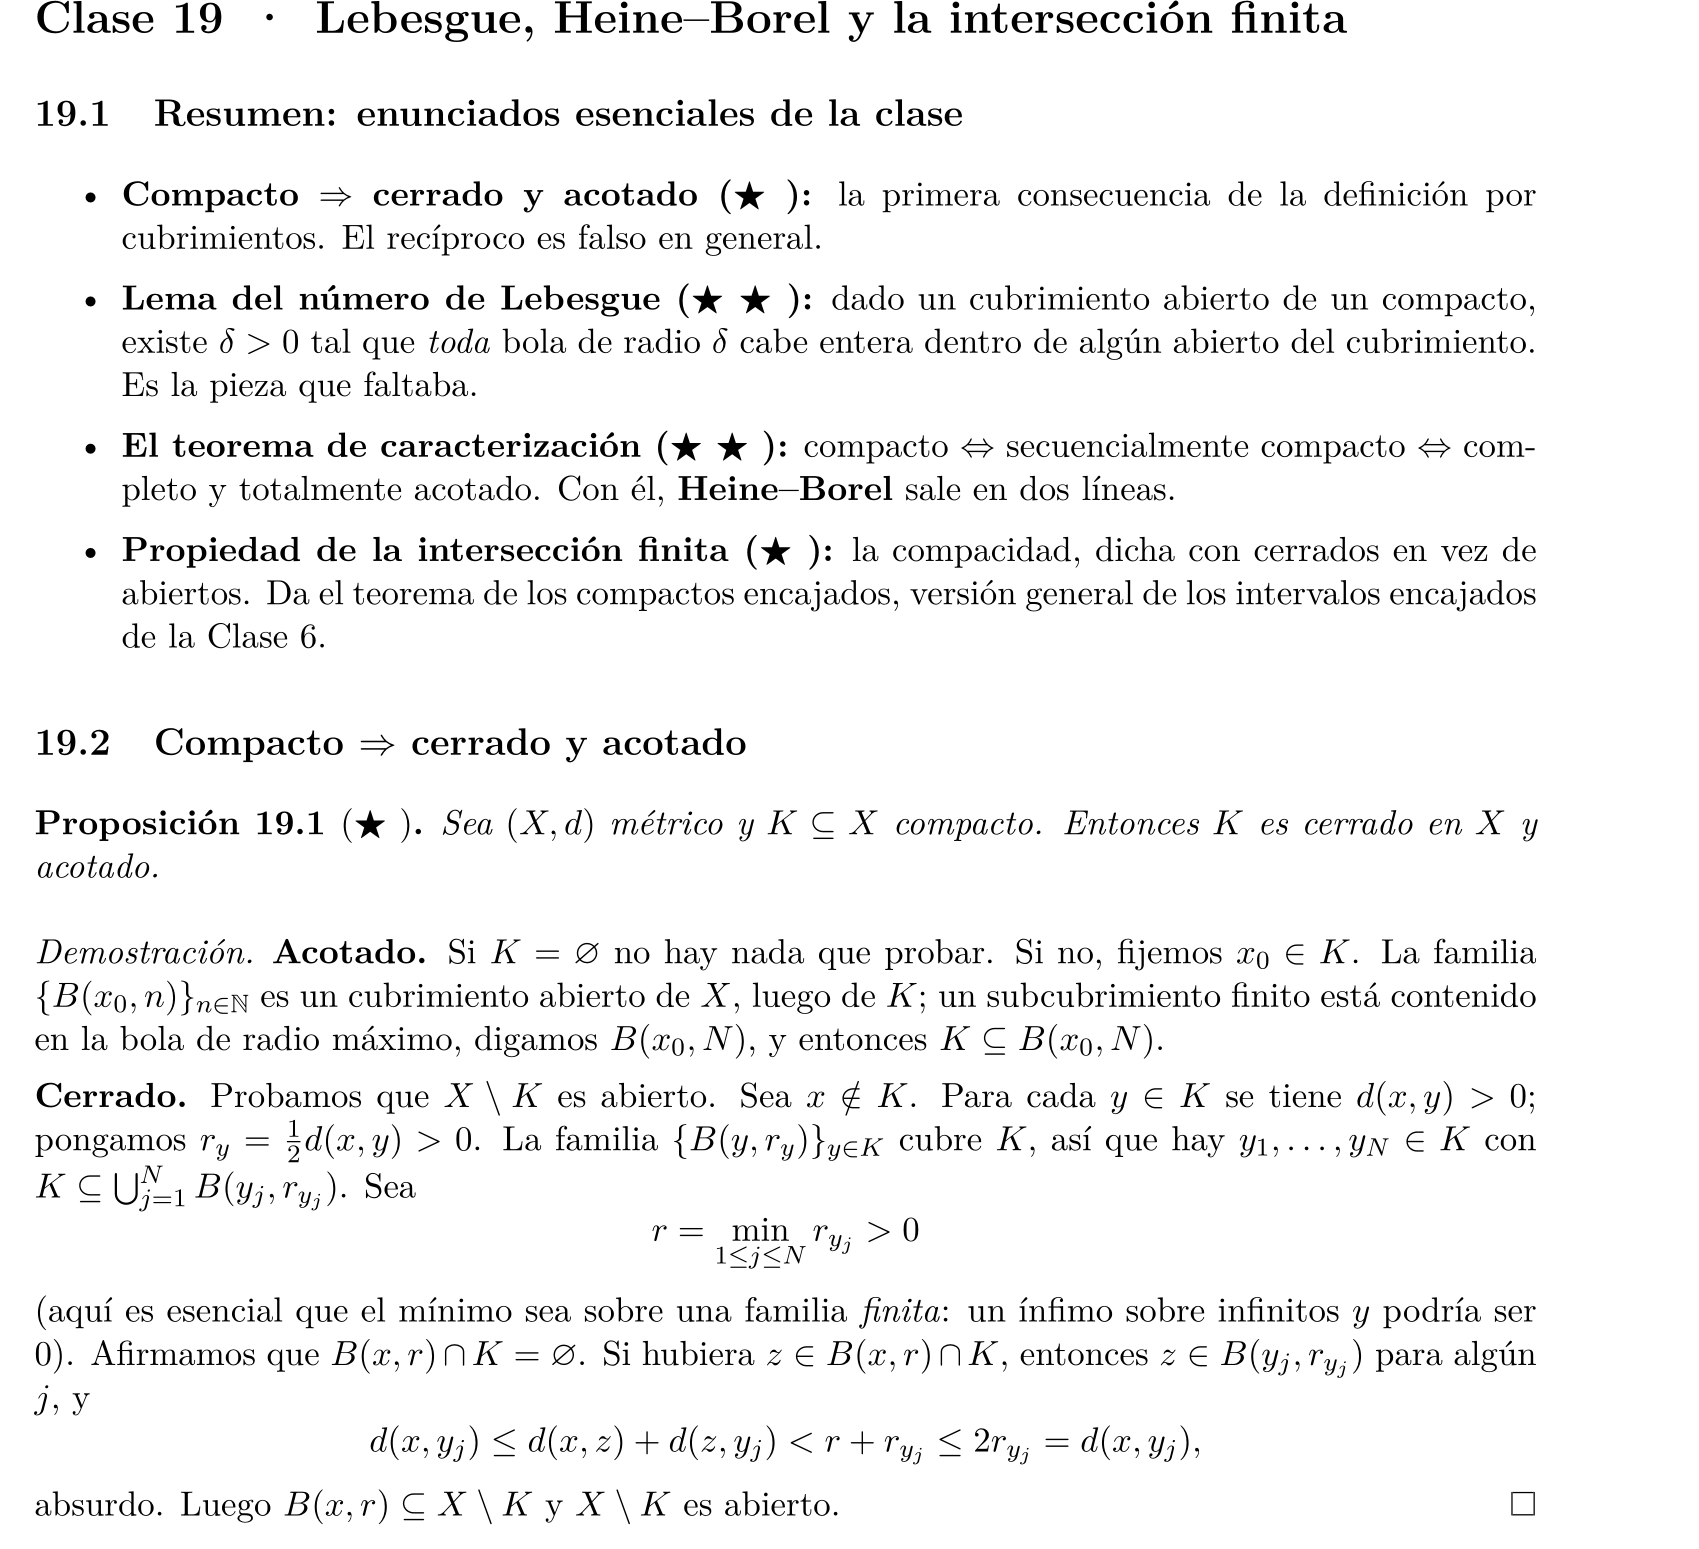 Clase 19 · Lebesgue, Heine–Borel y la intersección finita
19.1 Resumen: enunciados esenciales de la clase
• Compacto ⇒ cerrado y acotado (★ ): la primera consecuencia de la definición por
cubrimientos. El recíproco es falso en general.
• Lema del número de Lebesgue (★ ★ ): dado un cubrimiento abierto de un compacto,
existe δ > 0 tal que toda bola de radio δ cabe entera dentro de algún abierto del cubrimiento.
Es la pieza que faltaba.
• El teorema de caracterización (★ ★ ): compacto ⇔ secuencialmente compacto ⇔ com-
pleto y totalmente acotado. Con él, Heine–Borel sale en dos líneas.
• Propiedad de la intersección finita (★ ): la compacidad, dicha con cerrados en vez de
abiertos. Da el teorema de los compactos encajados, versión general de los intervalos encajados
de la Clase 6.
19.2 Compacto ⇒ cerrado y acotado
Proposición 19.1 (★ ). Sea (X, d) métrico y K ⊆ X compacto. Entonces K es cerrado en X y
acotado.
Demostración. Acotado. Si K = ∅ no hay nada que probar. Si no, fijemos x₀ ∈ K. La familia
{B(x₀, n)}_{n∈ℕ} es un cubrimiento abierto de X, luego de K; un subcubrimiento finito está contenido
en la bola de radio máximo, digamos B(x₀, N), y entonces K ⊆ B(x₀, N).
Cerrado. Probamos que X \ K es abierto. Sea x ∉ K. Para cada y ∈ K se tiene d(x, y) > 0;
pongamos r_y = ½d(x, y) > 0. La familia {B(y, r_y)}_{y∈K} cubre K, así que hay y₁, . . . , y_N ∈ K con
K ⊆ ⋃_{j=1}^{N} B(y_j, r_{y_j}). Sea
r = min_{1≤j≤N} r_{y_j} > 0
(aquí es esencial que el mínimo sea sobre una familia finita: un ínfimo sobre infinitos y podría ser
0). Afirmamos que B(x, r) ∩ K = ∅. Si hubiera z ∈ B(x, r) ∩ K, entonces z ∈ B(y_j, r_{y_j}) para algún
j, y
d(x, y_j) ≤ d(x, z) + d(z, y_j) < r + r_{y_j} ≤ 2r_{y_j} = d(x, y_j),
absurdo. Luego B(x, r) ⊆ X \ K y X \ K es abierto. □